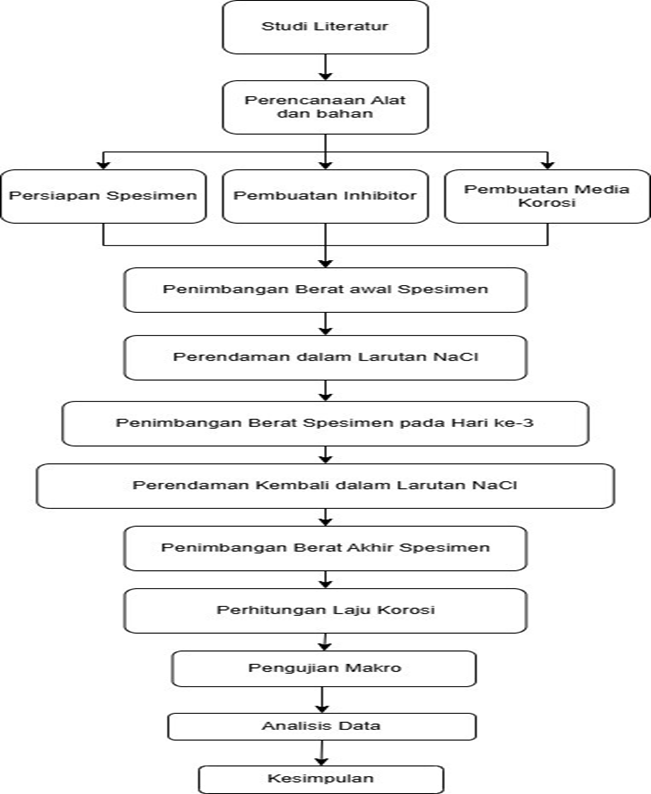 Studi Literatur
Perencanaan Alat
dan bahan
Persiapan Spesimen
Pembuatan Inhibitor
Pembuatan Media
Korosi
Penimbangan Berat awal Spesimen
Perendaman dalam Larutan NaCl
Penimbangan Berat Spesimen pada Hari ke-3
Perendaman Kembali dalam Larutan NaCl
Penimbangan Berat Akhir Spesimen
Perhitungan Laju Korosi
Pengujian Makro
Analisis Data
Kesimpulan